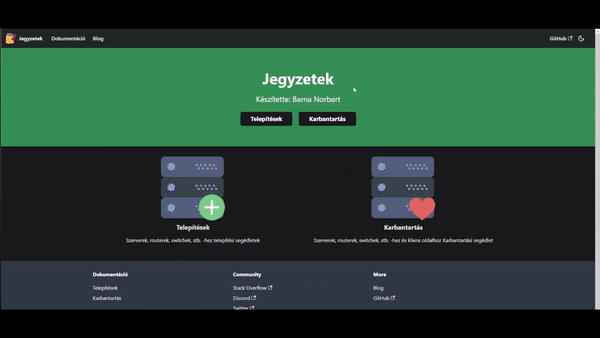 Jegyzetek Dokumentáció Blog GitHub
Jegyzetek
Készítette: Barna Norbert
Telepítések Karbantartás
Telepítések Karbantartás
Szerverek, routerek, switchek, stb. -hez telepítési segédletek Szerverek, routerek, switchek, stb. -hez és kliens oldalhoz Karbantartási segédlet
Dokumentáció Community More
Telepítések Stack Overflow Blog
Karbantartás Discord GitHub
Twitter